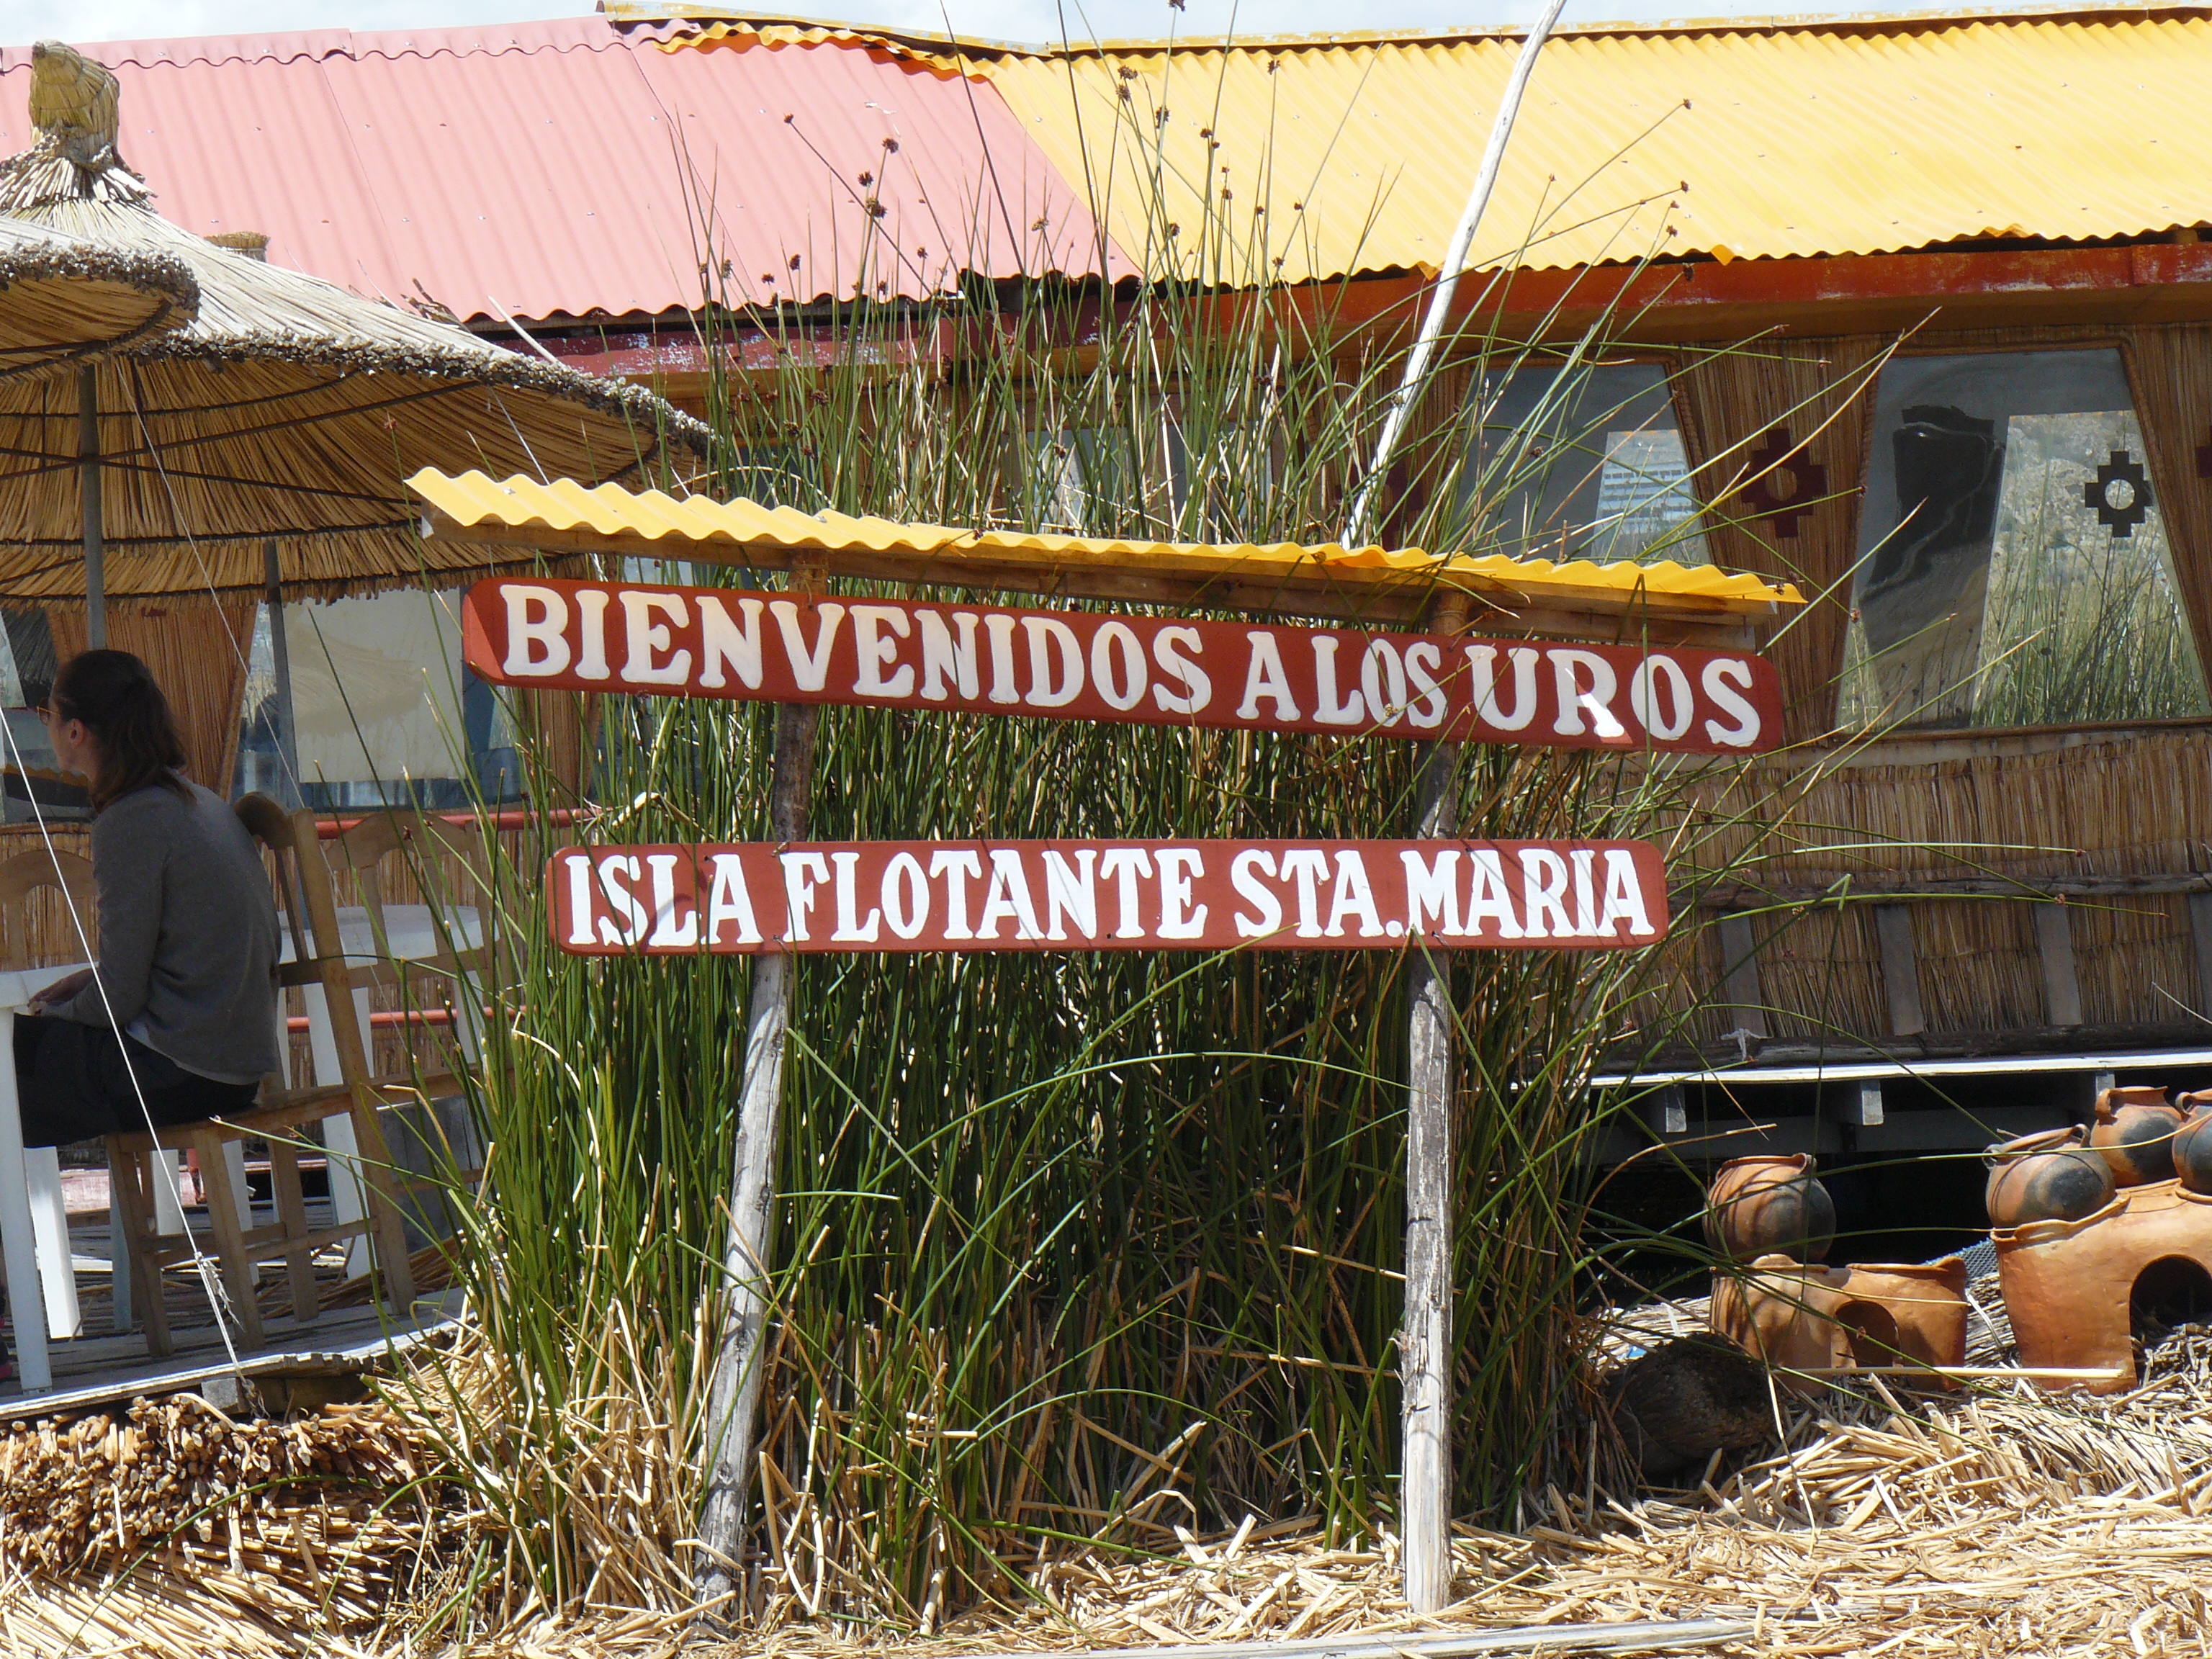 BIENVENIDOS A LOS UROS
ISLA FLOTANTE STA. MARIA